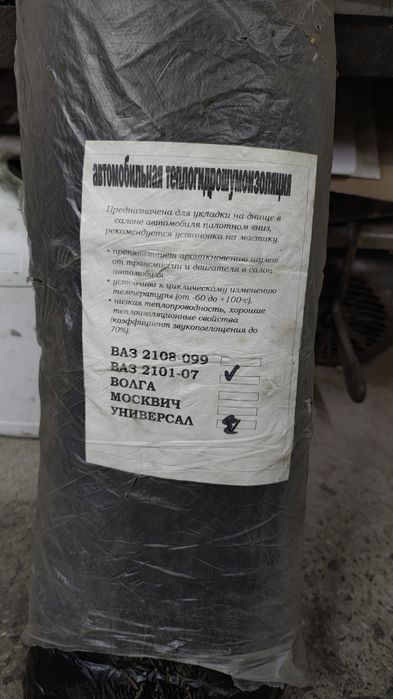 автомобильная теплогидрошумоизоляция
Предназначена для укладки на днище в
салоне автомобиля полотном вниз,
рекомендуется установка на мастику.
• препятствует проникновению шумов
от трансмиссии и двигателя в салон
автомобиля
• устойчива к циклическому изменению
температуры (от -60 до +100•с).
• низкая теплопроводность, хорошие
теплоизоляционные свойства
(коэффициент звукопоглощения до
70%).
ВАЗ 2108-099
ВАЗ 2101-07
ВОЛГА
МОСКВИЧ
УНИВЕРСАЛ